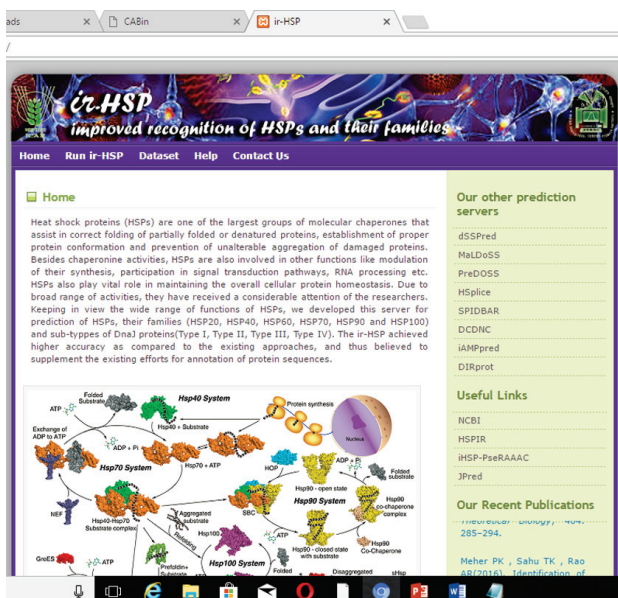 ads
CABin
ir-HSP
/
ir-HSP
improved recognition of HSPs and their families
Home Run ir-HSP Dataset Help Contact Us
Home
Heat shock proteins (HSPs) are one of the largest groups of molecular chaperones that
assist in correct folding of partially folded or denatured proteins, establishment of proper
protein conformation and prevention of unalterable aggregation of damaged proteins.
Besides chaperonine activities, HSPs are also involved in other functions like modulation
of their synthesis, participation in signal transduction pathways, RNA processing etc.
HSPs also play vital role in maintaining the overall cellular protein homeostasis. Due to
broad range of activities, they have received a considerable attention of the researchers.
Keeping in view the wide range of functions of HSPs, we developed this server for
prediction of HSPs, their families (HSP20, HSP40, HSP60, HSP70, HSP90 and HSP100)
and sub-types of DnaJ proteins(Type I, Type II, Type III, Type IV). The ir-HSP achieved
higher accuracy as compared to the existing approaches, and thus believed to
supplement the existing efforts for annotation of protein sequences.
Folded
Substrate
Hsp40 System
ATP
Hsp40 + Substrate
Protein synthesis
Nucleus
Exchange of
ADP to ATP
ADP + Pi
Hsp70 System
Hsp70 + ATP
HOP
ADP + Pi
ATP
Folded
substrate
Hsp90 - open state
NEF
Hsp40-Hsp70
Substrate complex
Aggregated
substrate
SBC
Hsp90 System
Hsp90
co-chaperone
complex
Refolding
Hsp100
ATP
Hsp90 - closed state
with substrate
Hsp90
Co-Chaperone
GroES
ATP
Prefoldin+
Substrate
Hsp100 System
Folded
Disaggregated
sHsp
Our other prediction
servers
dSSPred
MaLDoSS
PreDOSS
HSplice
SPIDBAR
DCDNC
iAMPpred
DIRprot
Useful Links
NCBI
HSPIR
iHSP-PseRAAAC
JPred
Our Recent Publications
Theoretical Biology, 404:
285–294.
Meher PK , Sahu TK , Rao
AR(2016). Identification of